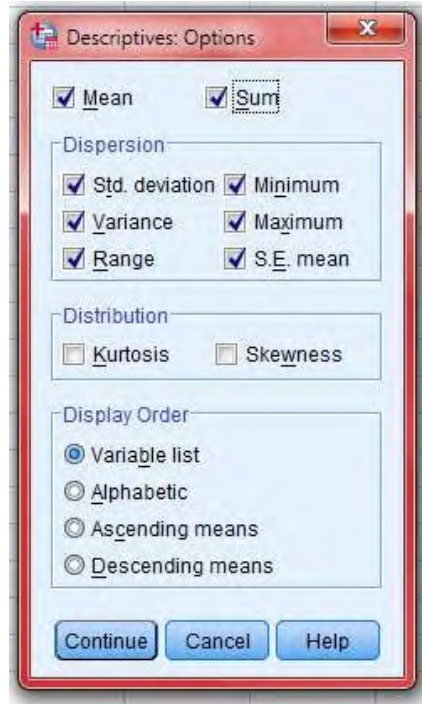 Descriptives: Options
Mean Sum
Dispersion
Std. deviation Minimum
Variance Maximum
Range S.E. mean
Distribution
Kurtosis Skewness
Display Order
Variable list
Alphabetic
Ascending means
Descending means
Continue Cancel Help